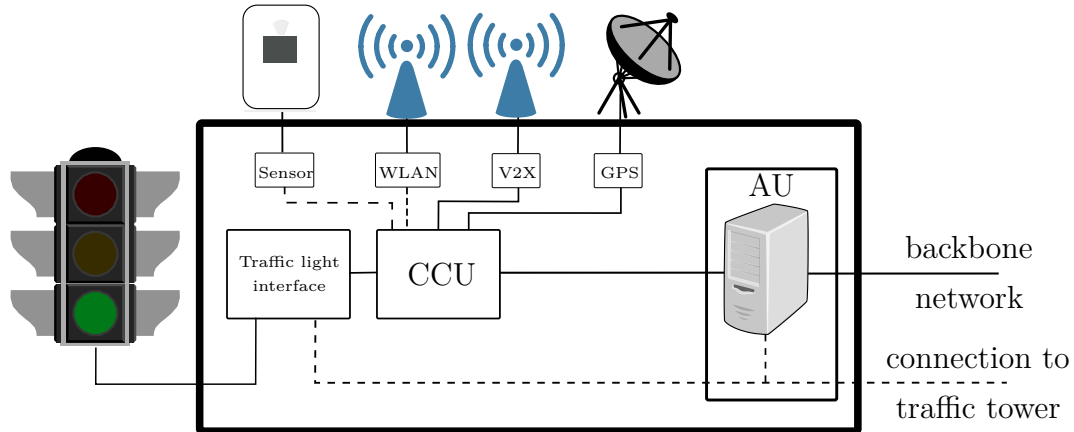 Sensor
WLAN
V2X
GPS
AU
Traffic light
interface
CCU
backbone
network
connection to
traffic tower